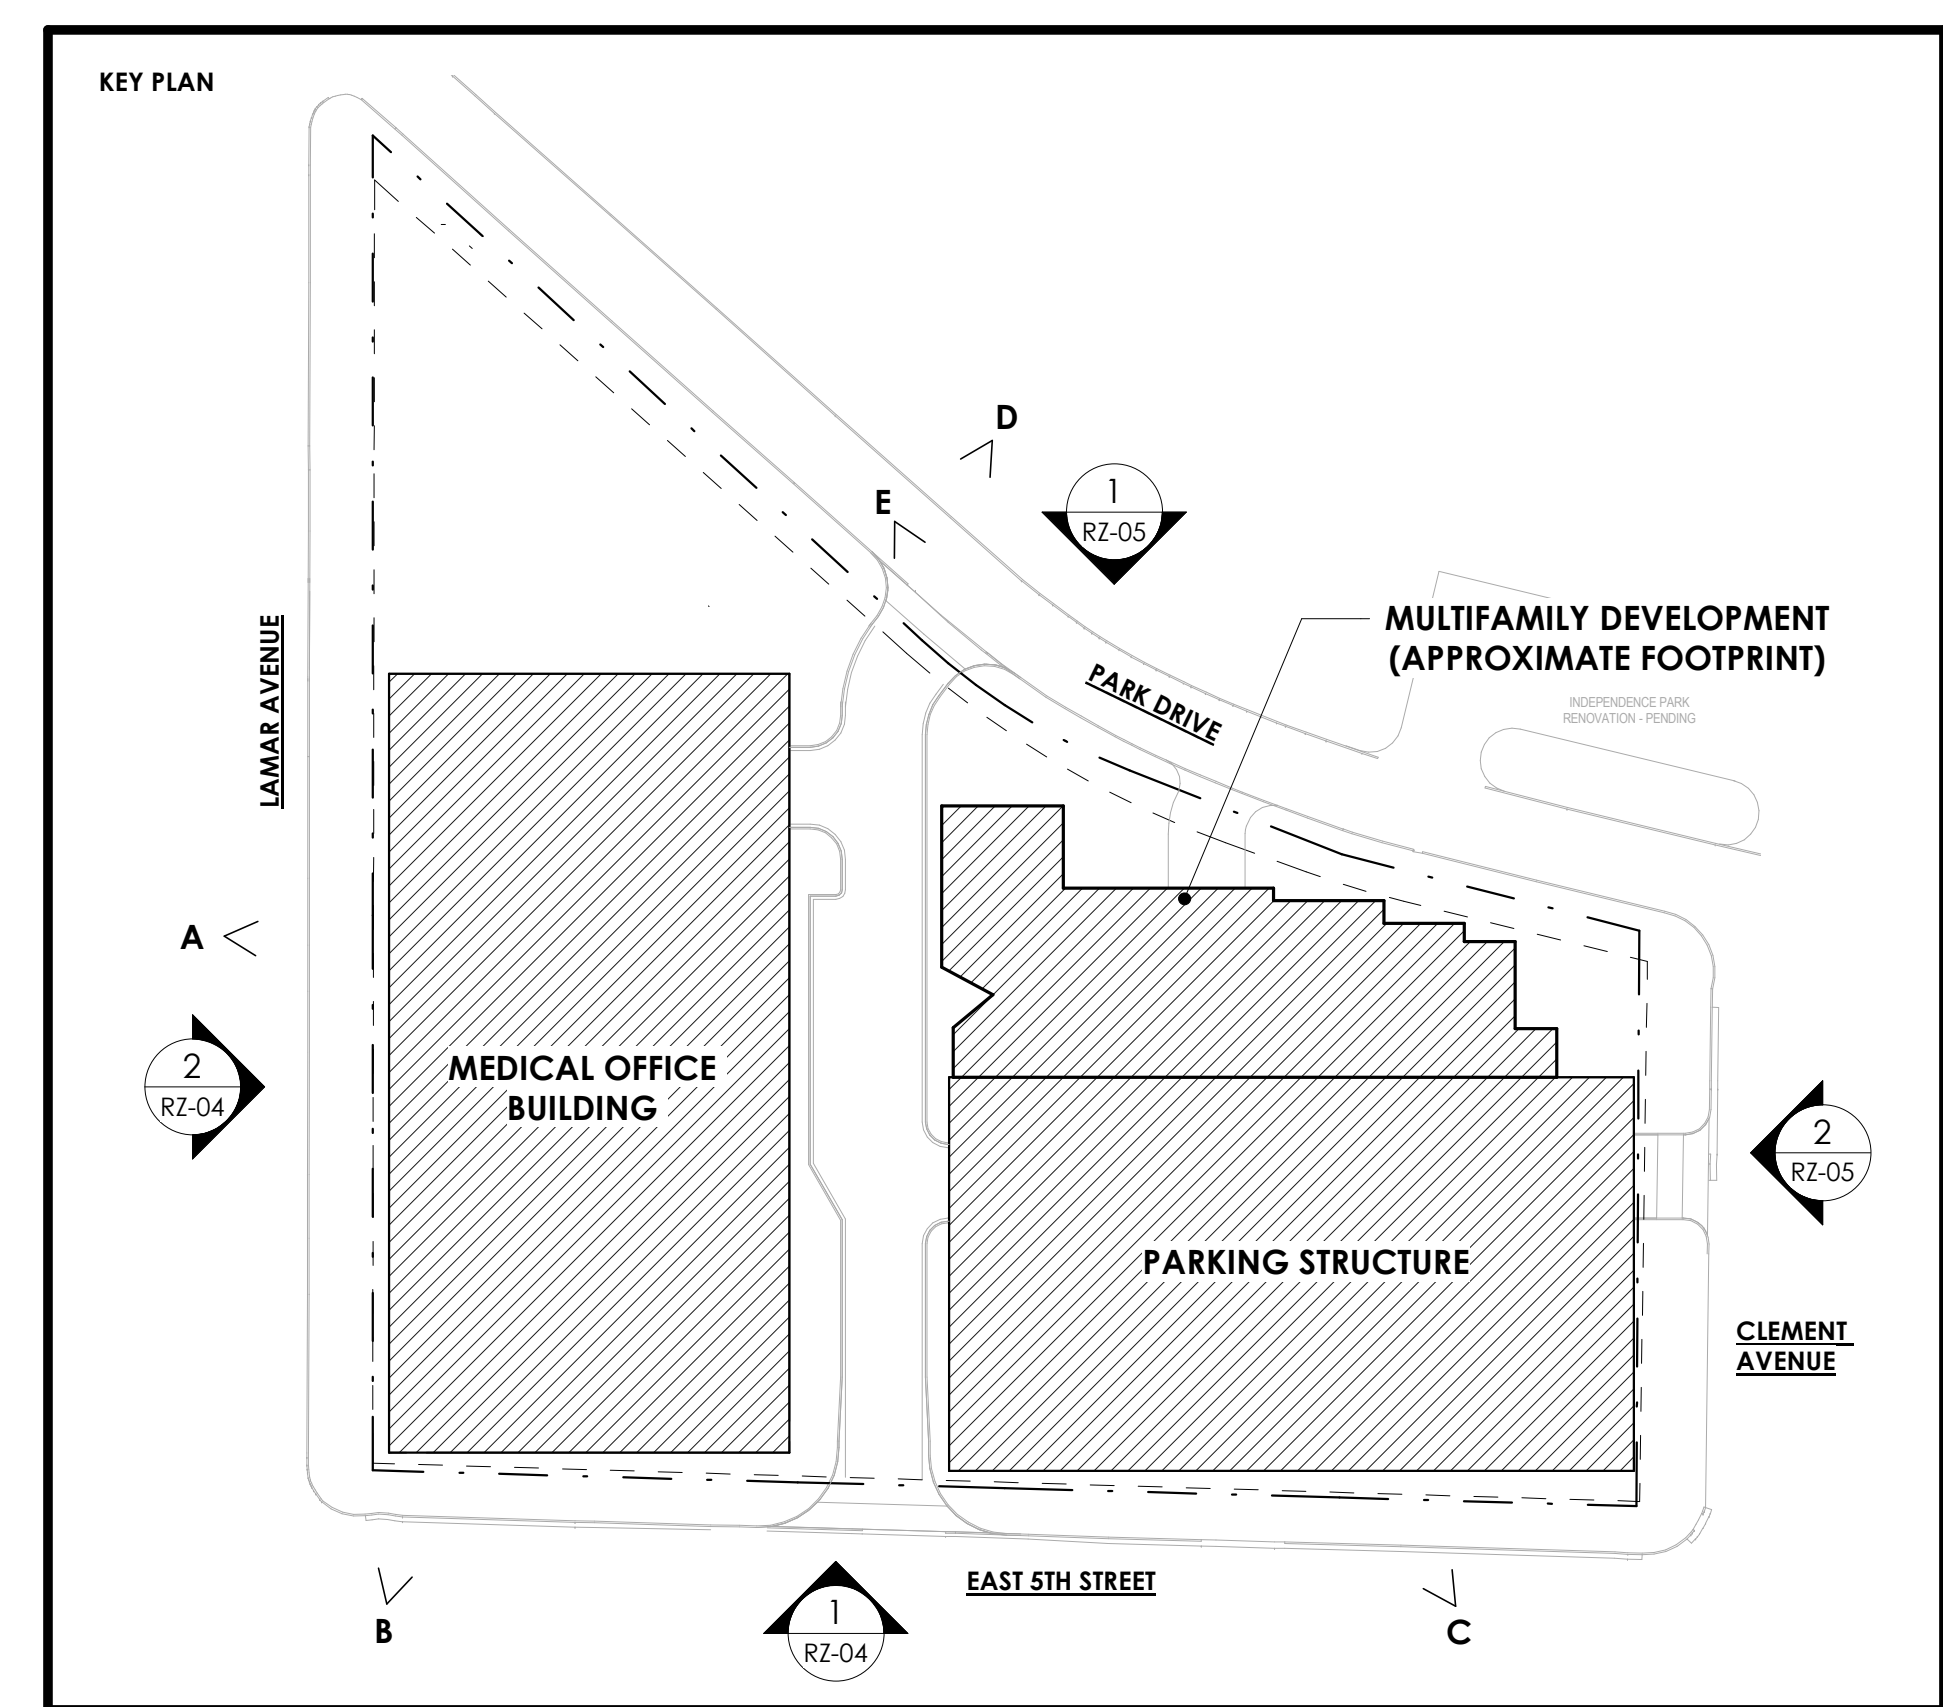 KEY PLAN
D
E
1
RZ-05
MULTIFAMILY DEVELOPMENT
(APPROXIMATE FOOTPRINT)
INDEPENDENCE PARK
RENOVATION - PENDING
PARK DRIVE
LAMAR AVENUE
A
2
RZ-04
MEDICAL OFFICE
BUILDING
2
RZ-05
PARKING STRUCTURE
CLEMENT
AVENUE
EAST 5TH STREET
B
1
RZ-04
C